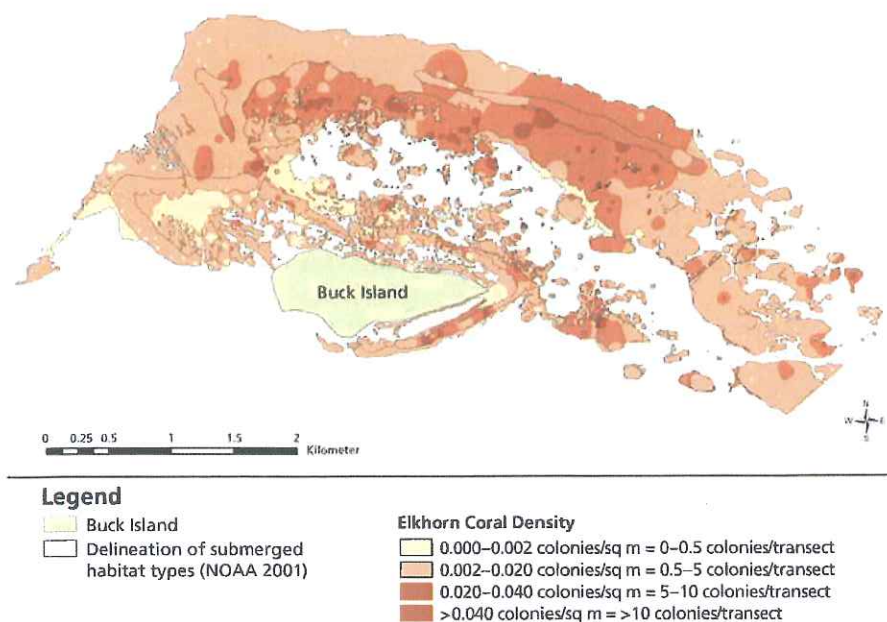 Buck Island
N
W E
S
0 0.25 0.5 1 1.5 2
Kilometer
Legend
Buck Island
Delineation of submerged
habitat types (NOAA 2001)
Elkhorn Coral Density
0.000–0.002 colonies/sq m = 0–0.5 colonies/transect
0.002–0.020 colonies/sq m = 0.5–5 colonies/transect
0.020–0.040 colonies/sq m = 5–10 colonies/transect
>0.040 colonies/sq m = >10 colonies/transect